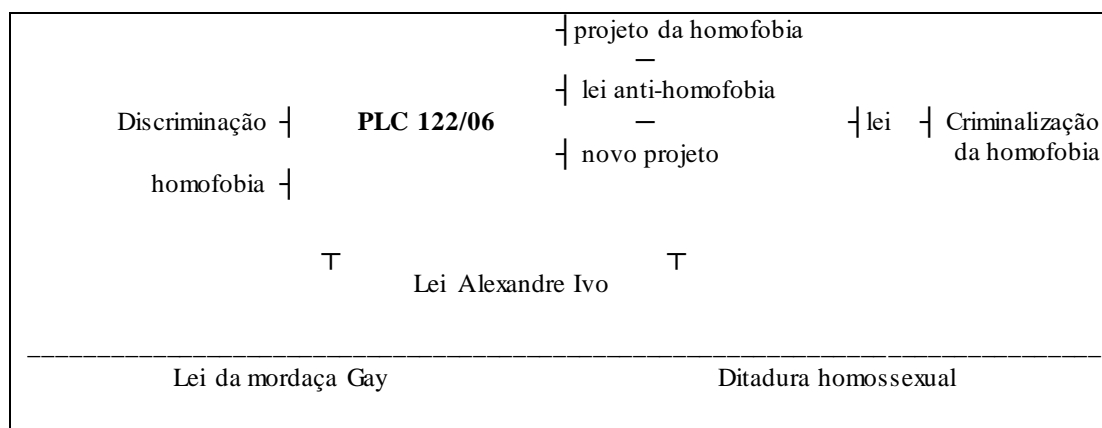 ┤projeto da homofobia
─
┤ lei anti-homofobia
Discriminação ┤ PLC 122/06 ─ ┤lei ┤ Criminalização
┤ novo projeto da homofobia
homofobia ┤
┬ ┬
Lei Alexandre Ivo
Lei da mordaça Gay Ditadura homossexual